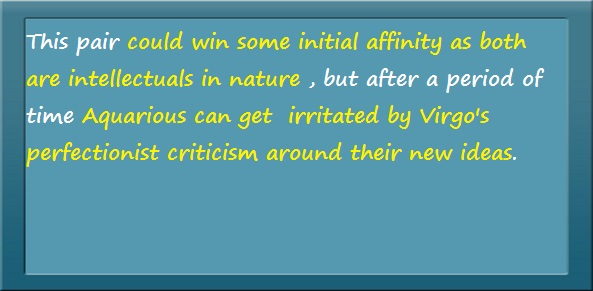 This pair could win some initial affinity as both
are intellectuals in nature , but after a period of
time Aquarious can get  irritated by Virgo's
perfectionist criticism around their new ideas.